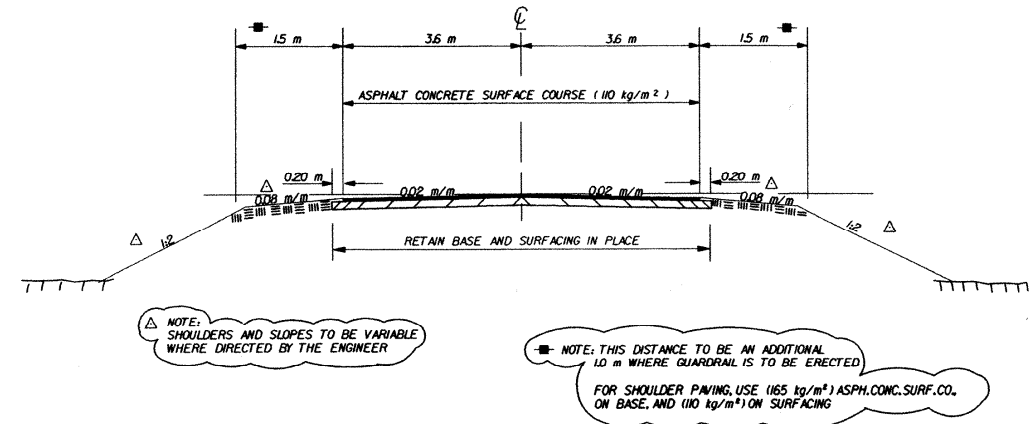 ℄
1.5 m 3.6 m 3.6 m 1.5 m
ASPHALT CONCRETE SURFACE COURSE (110 kg/m²)
0.20 m 0.20 m
0.08 m/m 0.02 m/m 0.02 m/m 0.08 m/m
1:2 1:2
RETAIN BASE AND SURFACING IN PLACE
NOTE:
SHOULDERS AND SLOPES TO BE VARIABLE
WHERE DIRECTED BY THE ENGINEER
NOTE: THIS DISTANCE TO BE AN ADDITIONAL
1.0 m WHERE GUARDRAIL IS TO BE ERECTED
FOR SHOULDER PAVING, USE (165 kg/m²) ASPH.CONC.SURF.CO.,
ON BASE, AND (110 kg/m²) ON SURFACING